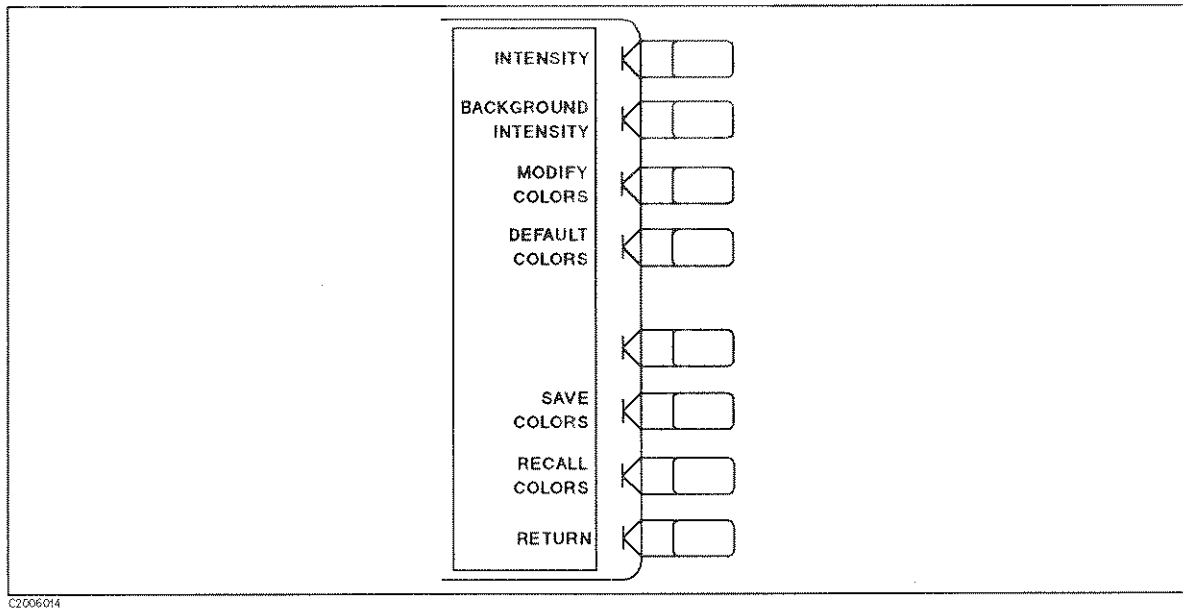 INTENSITY
BACKGROUND
INTENSITY
MODIFY
COLORS
DEFAULT
COLORS
SAVE
COLORS
RECALL
COLORS
RETURN
C2006014